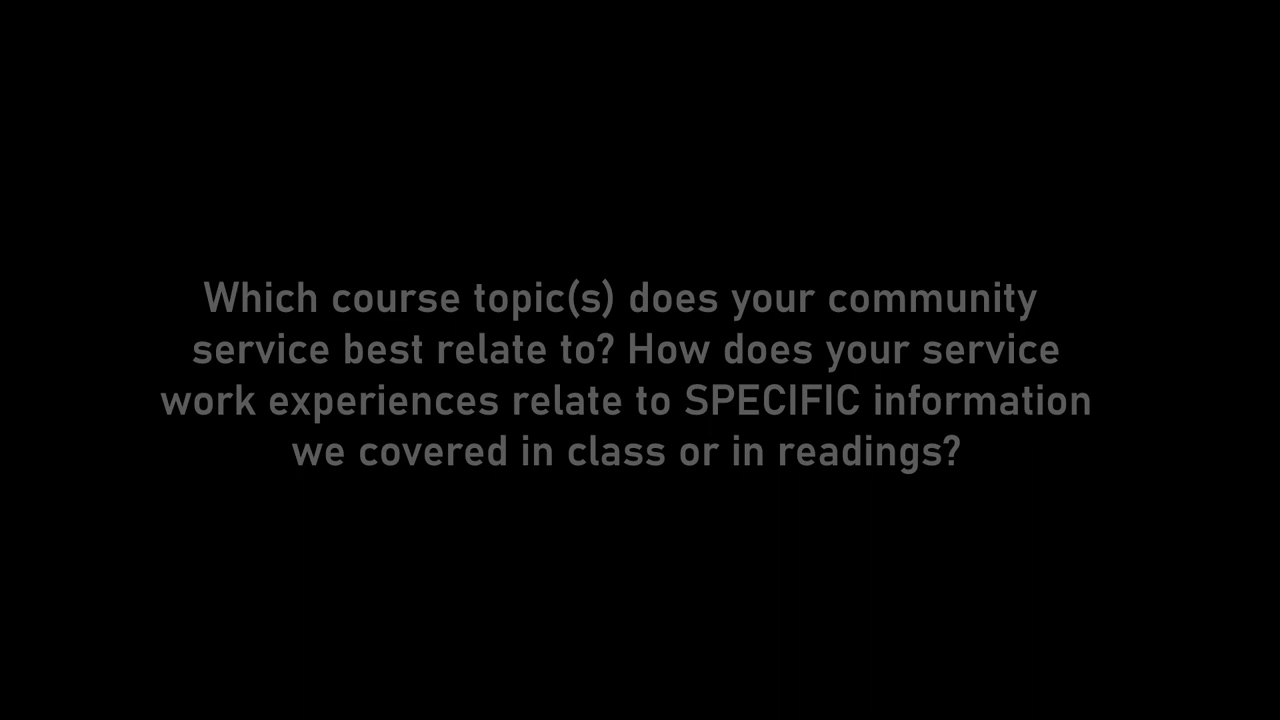 Which course topic(s) does your community
service best relate to? How does your service
work experiences relate to SPECIFIC information
we covered in class or in readings?